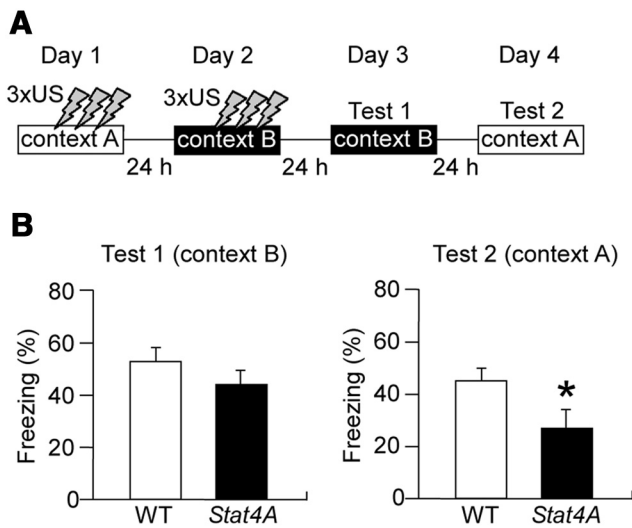 A
Day 1 Day 2 Day 3 Day 4
3xUS 3xUS Test 1 Test 2
context A context B context B context A
24 h 24 h 24 h
B
Test 1 (context B) Test 2 (context A)
80 80
60 60
40 40
20 20
0 0
Freezing (%) Freezing (%)
*
WT Stat4A WT Stat4A